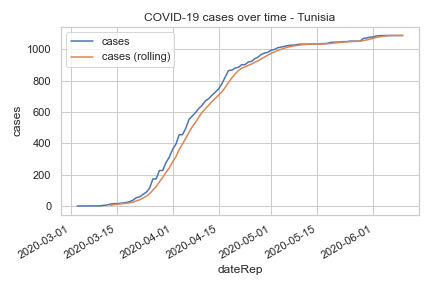 COVID-19 cases over time - Tunisia
cases
cases (rolling)
1000
800
600
400
200
0
cases
2020-03-01
2020-03-15
2020-04-01
2020-04-15
2020-05-01
2020-05-15
2020-06-01
dateRep